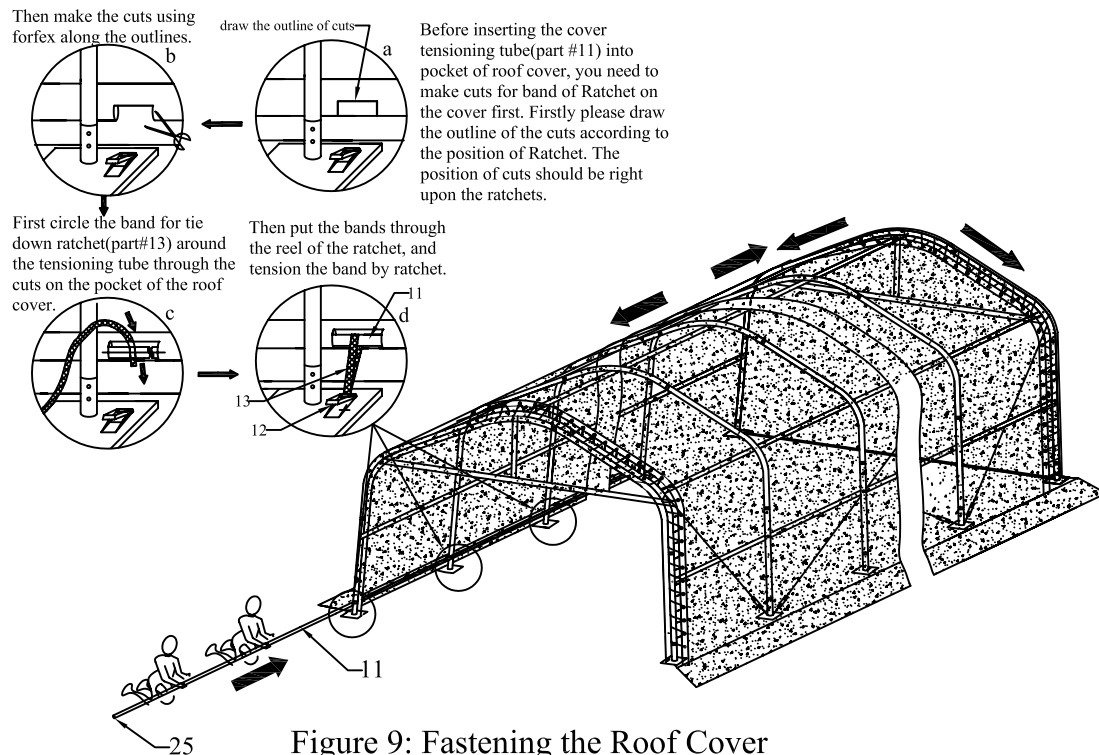 Then make the cuts using
forfex along the outlines.
b
draw the outline of cuts
a
Before inserting the cover
tensioning tube(part #11) into
pocket of roof cover, you need to
make cuts for band of Ratchet on
the cover first. Firstly please draw
the outline of the cuts according to
the position of Ratchet. The
position of cuts should be right
upon the ratchets.
First circle the band for tie
down ratchet(part#13) around
the tensioning tube through the
cuts on the pocket of the roof
cover.
c
Then put the bands through
the reel of the ratchet, and
tension the band by ratchet.
11
d
13
12
11
25
Figure 9: Fastening the Roof Cover